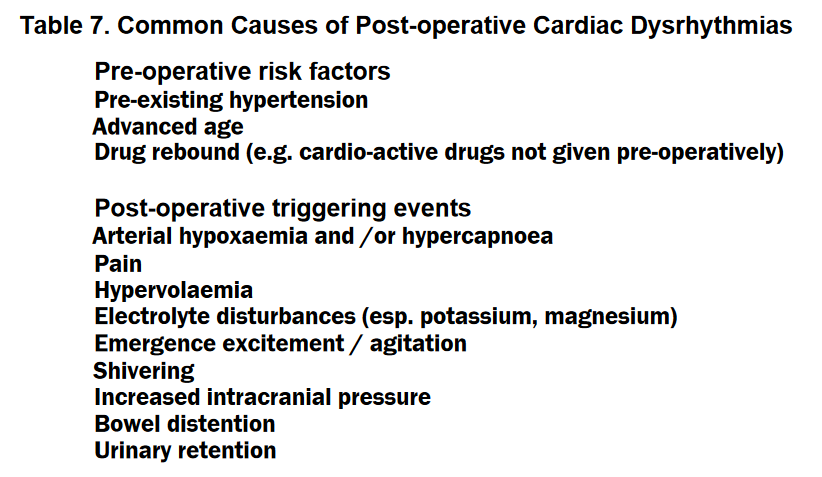 Table 7. Common Causes of Post-operative Cardiac Dysrhythmias
Pre-operative risk factors
Pre-existing hypertension
Advanced age
Drug rebound (e.g. cardio-active drugs not given pre-operatively)
Post-operative triggering events
Arterial hypoxaemia and /or hypercapnoea
Pain
Hypervolaemia
Electrolyte disturbances (esp. potassium, magnesium)
Emergence excitement / agitation
Shivering
Increased intracranial pressure
Bowel distention
Urinary retention